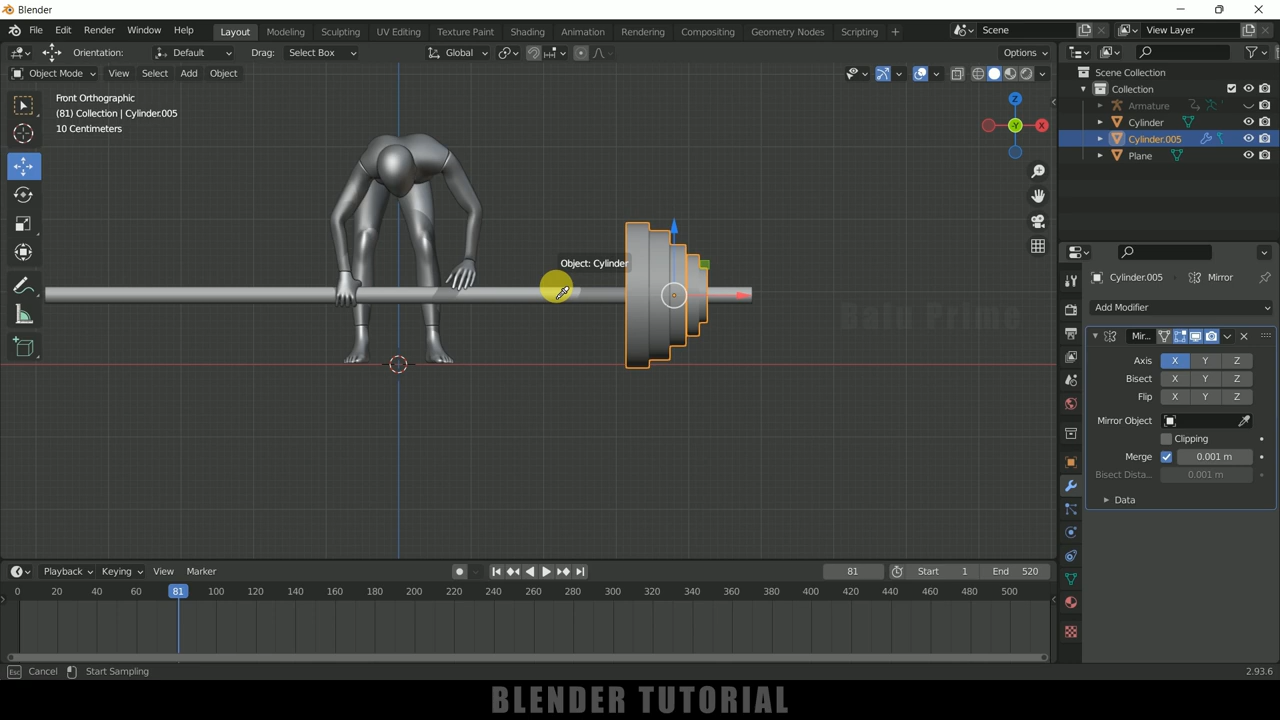 Blender
File Edit Render Window Help
Layout Modeling Sculpting UV Editing Texture Paint Shading Animation Rendering Compositing Geometry Nodes Scripting +
Scene View Layer
Orientation: Default Drag: Select Box Global Options
Object Mode View Select Add Object
Front Orthographic
(81) Collection | Cylinder.005
10 Centimeters
Object: Cylinder
Z
X
-Y
Scene Collection
Collection
Armature
Cylinder
Cylinder.005
Plane
Cylinder.005 Mirror
Add Modifier
Mir...
Axis X Y Z
Bisect X Y Z
Flip X Y Z
Mirror Object
Clipping
Merge 0.001 m
Bisect Dista... 0.001 m
Data
Balt Prime
Playback Keying View Marker 81 Start 1 End 520
0 20 40 60 81 100 120 140 160 180 200 220 240 260 280 300 320 340 360 380 400 420 440 460 480 500
Esc Cancel Start Sampling 2.93.6
BLENDER TUTORIAL